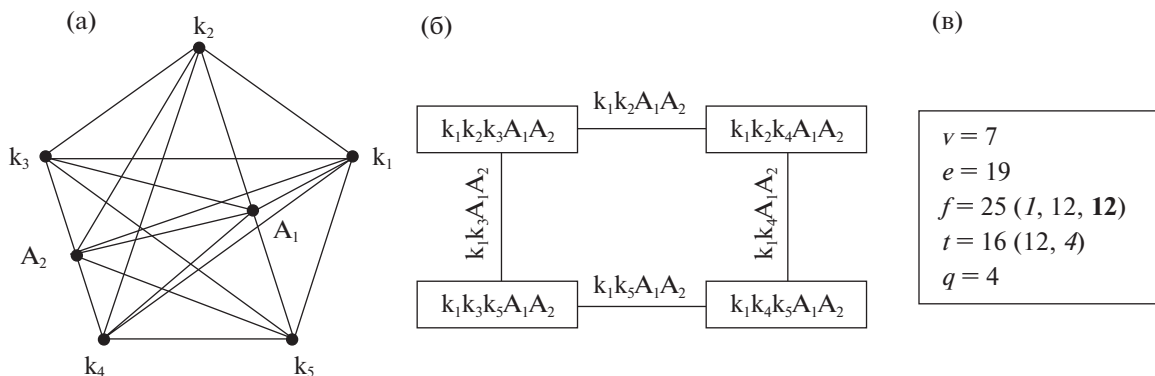 (а)
k₂
k₃
k₁
A₁
A₂
k₄
k₅
(б)
k₁k₂A₁A₂
k₁k₂k₃A₁A₂
k₁k₂k₄A₁A₂
k₁k₃A₁A₂
k₁k₄A₁A₂
k₁k₅A₁A₂
k₁k₃k₅A₁A₂
k₁k₄k₅A₁A₂
(в)
v = 7
e = 19
f = 25 (1, 12, 12)
t = 16 (12, 4)
q = 4